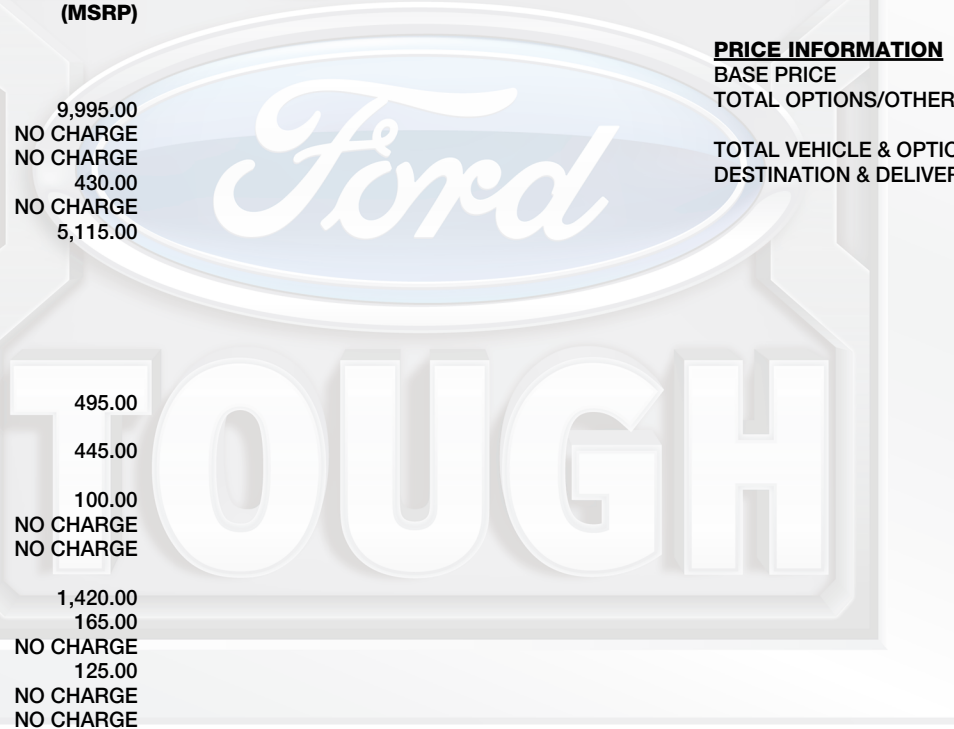 (MSRP)
9,995.00
NO CHARGE
NO CHARGE
430.00
NO CHARGE
5,115.00
495.00
445.00
100.00
NO CHARGE
NO CHARGE
1,420.00
165.00
NO CHARGE
125.00
NO CHARGE
NO CHARGE
PRICE INFORMATION
BASE PRICE
TOTAL OPTIONS/OTHER
TOTAL VEHICLE & OPTIO
DESTINATION & DELIVER
Ford
TOUGH